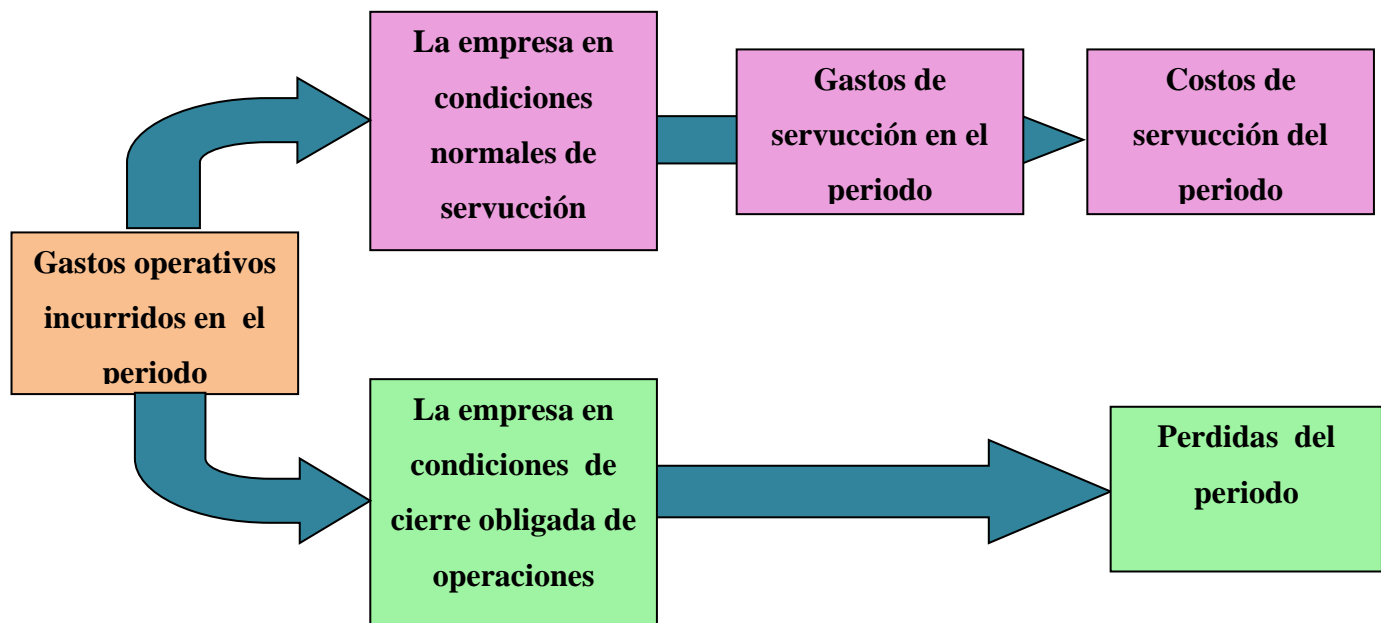 La empresa en
condiciones
normales de
servucción
Gastos de
servucción en el
periodo
Costos de
servucción del
periodo
Gastos operativos
incurridos en  el
periodo
La empresa en
condiciones  de
cierre obligada de
operaciones
Perdidas  del
periodo